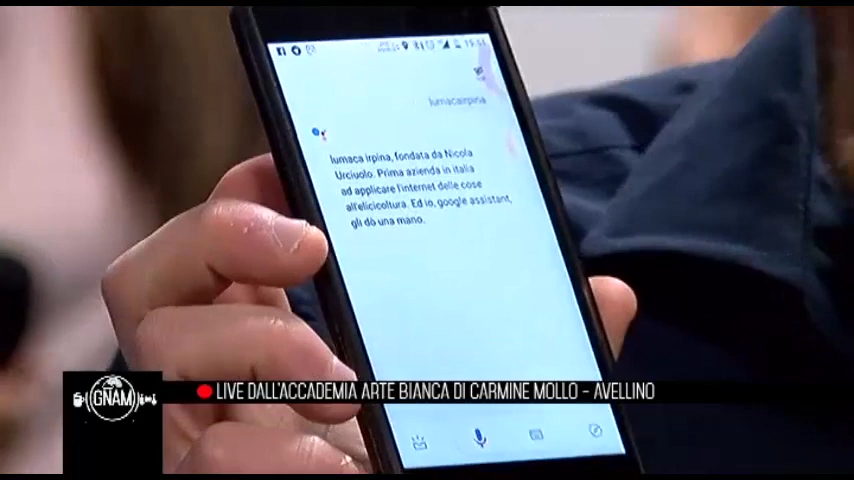 lumacairpina
lumaca irpina, fondata da Nicola
Urciuolo. Prima azienda in italia
ad applicare l'internet delle cose
all'elicicoltura. Ed io, google assistant,
gli dò una mano.
LIVE DALL'ACCADEMIA ARTE BIANCA DI CARMINE MOLLO - AVELLINO
GNAM